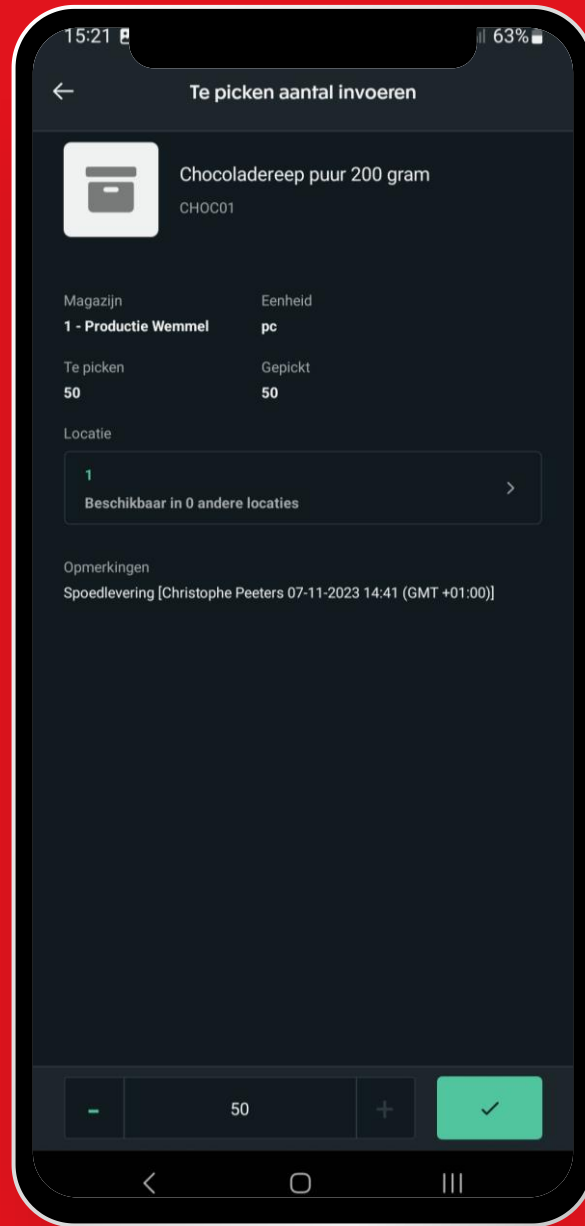 15:21
63%
Te picken aantal invoeren
Chocoladereep puur 200 gram
CHOC01
Magazijn
Eenheid
1 - Productie Wemmel
pc
Te picken
Gepickt
50
50
Locatie
1
Beschikbaar in 0 andere locaties
Opmerkingen
Spoedlevering [Christophe Peeters 07-11-2023 14:41 (GMT +01:00)]
- 50 +